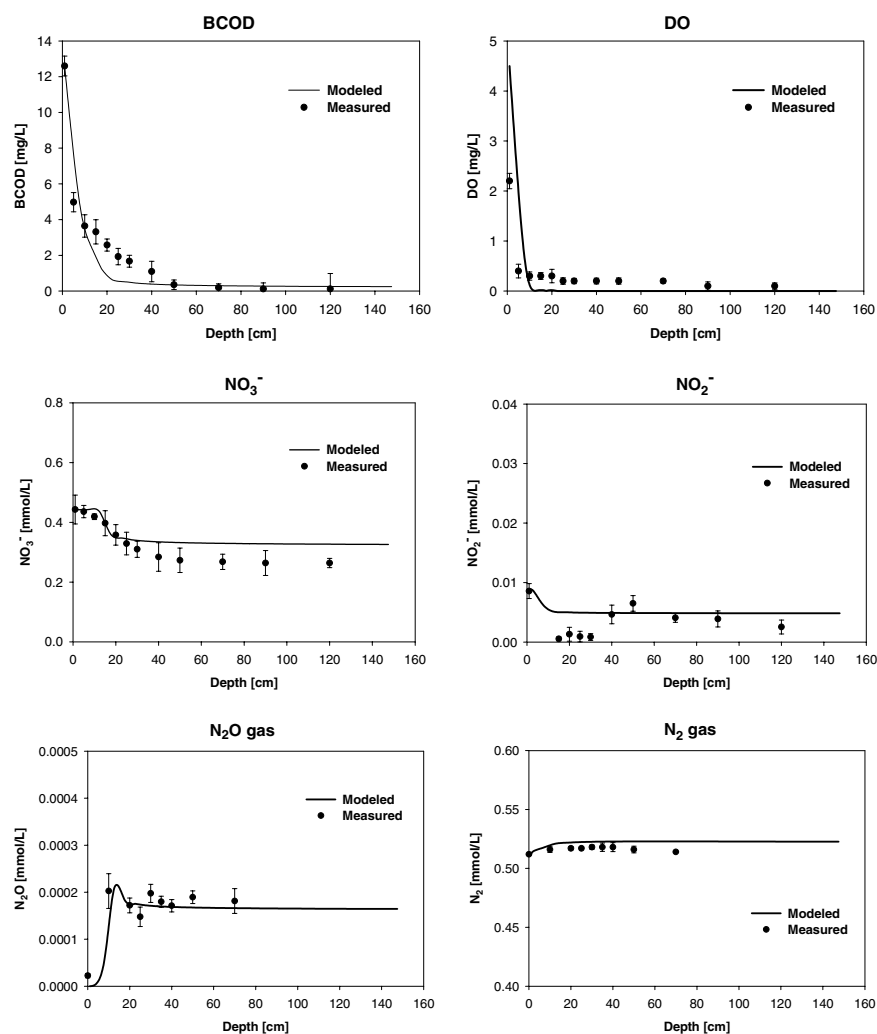 BCOD
14
12
10
8
6
4
2
0
BCOD [mg/L]
Modeled
Measured
0 20 40 60 80 100 120 140 160
Depth [cm]
DO
5
4
3
2
1
0
DO [mg/L]
Modeled
Measured
0 20 40 60 80 100 120 140 160
Depth [cm]
NO₃⁻
0.8
0.6
0.4
0.2
0.0
NO₃⁻ [mmol/L]
Modeled
Measured
0 20 40 60 80 100 120 140 160
Depth [cm]
NO₂⁻
0.04
0.03
0.02
0.01
0.00
NO₂⁻ [mmol/L]
Modeled
Measured
0 20 40 60 80 100 120 140 160
Depth [cm]
N₂O gas
0.0005
0.0004
0.0003
0.0002
0.0001
0.0000
N₂O [mmol/L]
Modeled
Measured
0 20 40 60 80 100 120 140 160
Depth [cm]
N₂ gas
0.60
0.55
0.50
0.45
0.40
N₂ [mmol/L]
Modeled
Measured
0 20 40 60 80 100 120 140 160
Depth [cm]